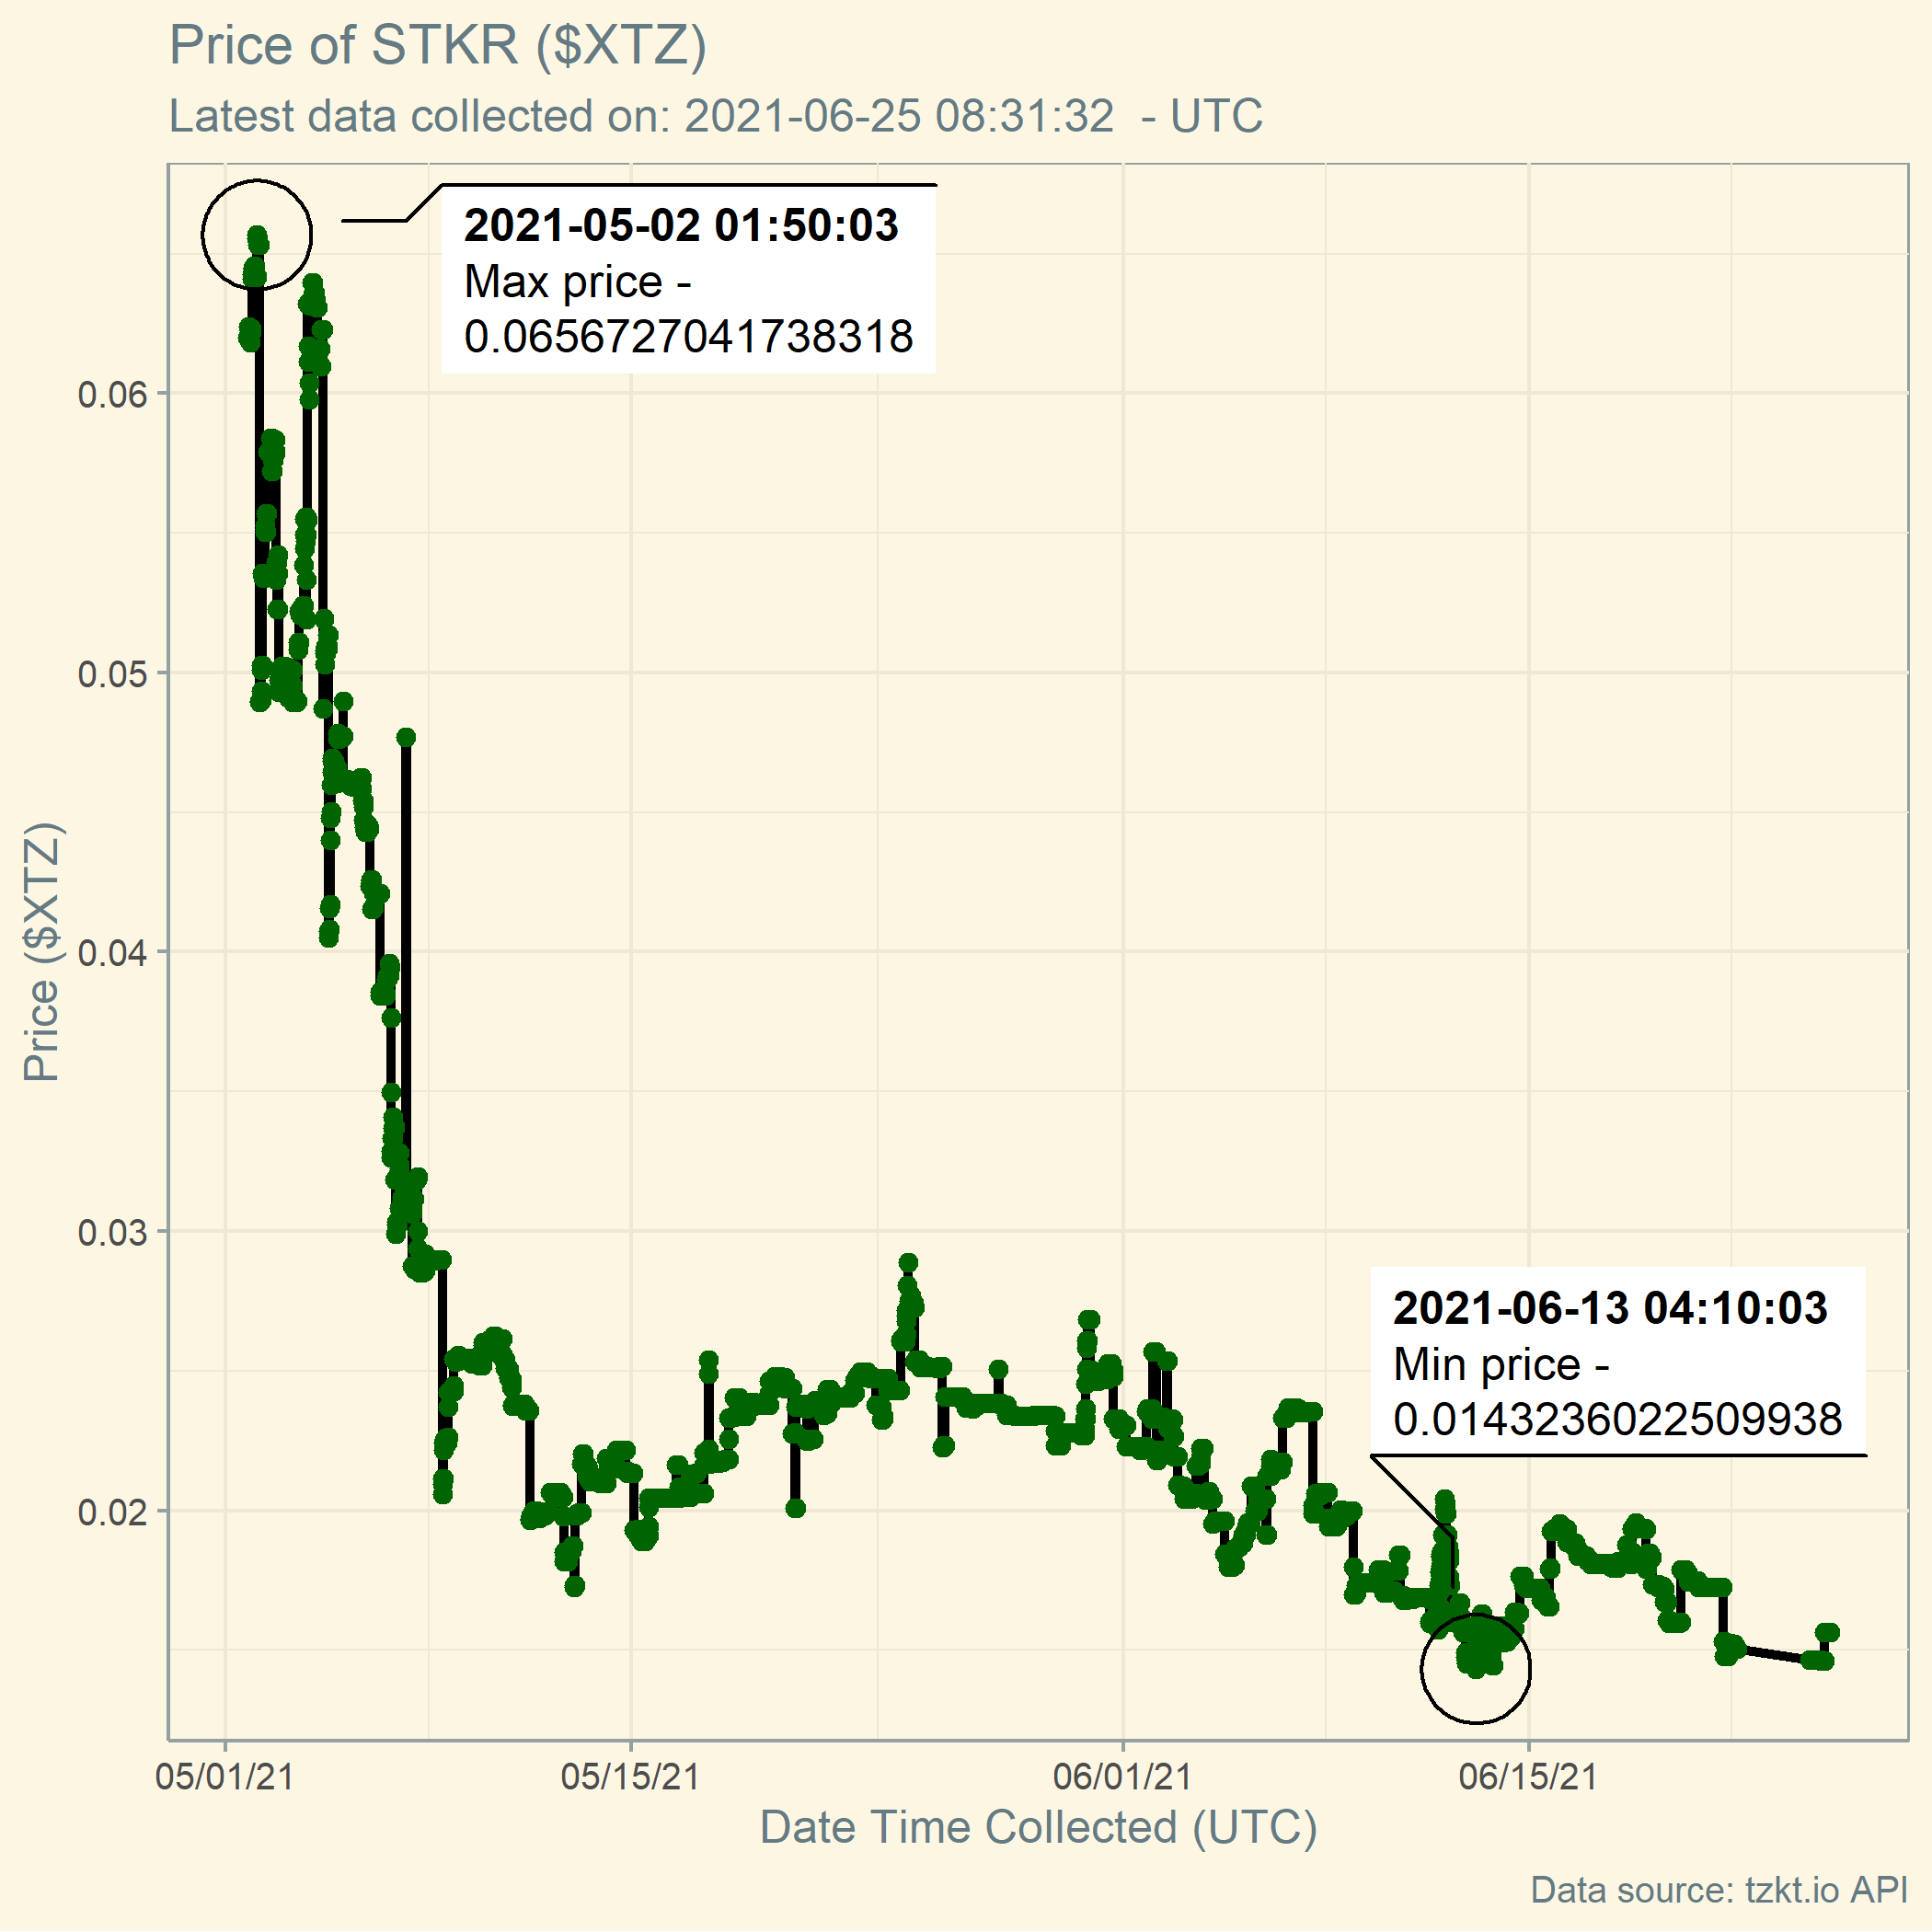 Price of STKR ($XTZ)
Latest data collected on: 2021-06-25 08:31:32  - UTC
2021-05-02 01:50:03
Max price -
0.0656727041738318
0.06
0.05
0.04
0.03
0.02
Price ($XTZ)
2021-06-13 04:10:03
Min price -
0.0143236022509938
05/01/21
05/15/21
06/01/21
06/15/21
Date Time Collected (UTC)
Data source: tzkt.io API